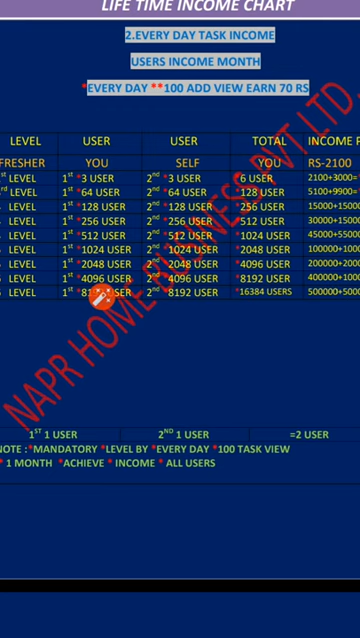 LIFE TIME INCOME CHART
2.EVERY DAY TASK INCOME
USERS INCOME MONTH
*EVERY DAY **100 ADD VIEW EARN 70 RS
LEVEL USER USER TOTAL INCOME
FRESHER YOU SELF YOU RS-2100
st LEVEL 1st *3 USER 2nd *3 USER 6 USER 2100+3000=
rd LEVEL 1st *64 USER 2nd *64 USER *128 USER 5100+9900=
LEVEL 1st *128 USER 2nd *128 USER *256 USER 15000+1500
LEVEL 1st *256 USER 2nd *256 USER *512 USER 30000+1500
LEVEL 1st *512 USER 2nd *512 USER *1024 USER 45000+5500
LEVEL 1st *1024 USER 2nd *1024 USER *2048 USER 100000+100
LEVEL 1st *2048 USER 2nd *2048 USER *4096 USER 200000+200
LEVEL 1st *4096 USER 2nd *4096 USER *8192 USER 400000+100
LEVEL 1st USER 2nd *8192 USER *16384 USERS 500000+500
NAPR HOME BUSINESS PVT. LTD.
1ST 1 USER 2ND 1 USER =2 USER
NOTE :*MANDATORY *LEVEL BY *EVERY DAY *100 TASK VIEW
* 1 MONTH *ACHIEVE * INCOME * ALL USERS